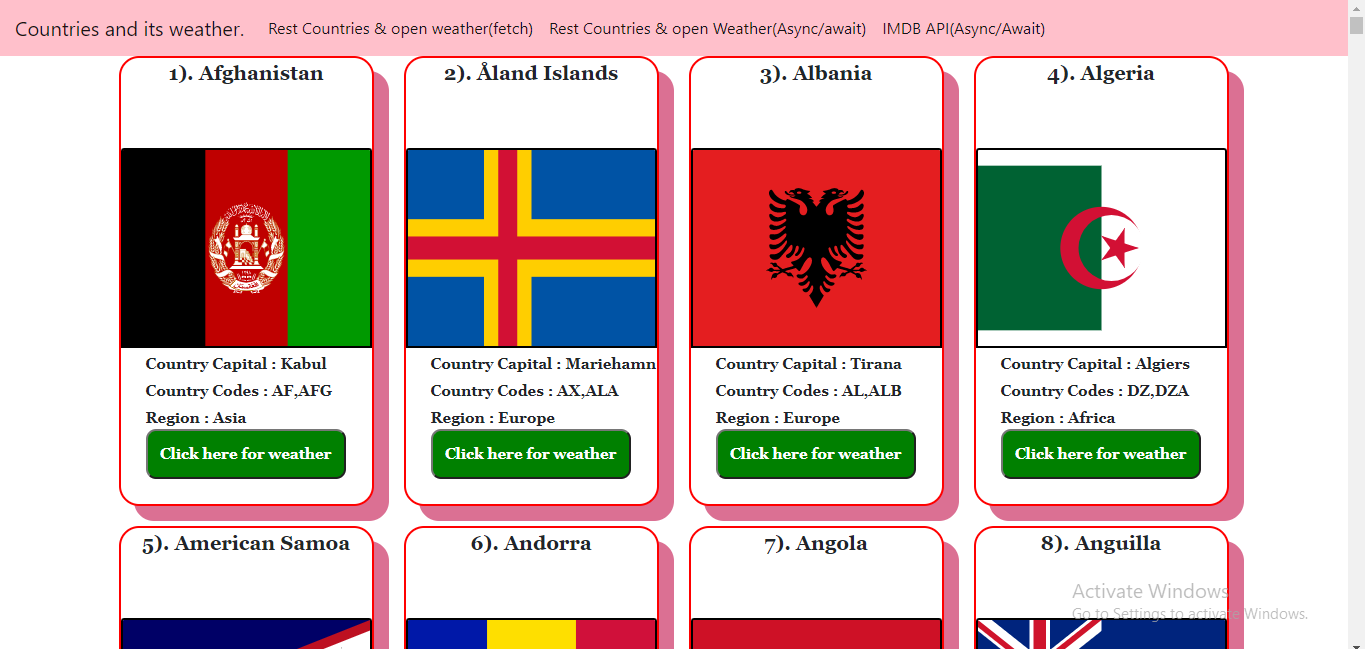 Countries and its weather. Rest Countries & open weather(fetch) Rest Countries & open Weather(Async/await) IMDB API(Async/Await)
1). Afghanistan
Country Capital : Kabul
Country Codes : AF,AFG
Region : Asia
Click here for weather
2). Åland Islands
Country Capital : Mariehamn
Country Codes : AX,ALA
Region : Europe
Click here for weather
3). Albania
Country Capital : Tirana
Country Codes : AL,ALB
Region : Europe
Click here for weather
4). Algeria
Country Capital : Algiers
Country Codes : DZ,DZA
Region : Africa
Click here for weather
5). American Samoa
6). Andorra
7). Angola
8). Anguilla
Activate Windows
Go to Settings to activate Windows.